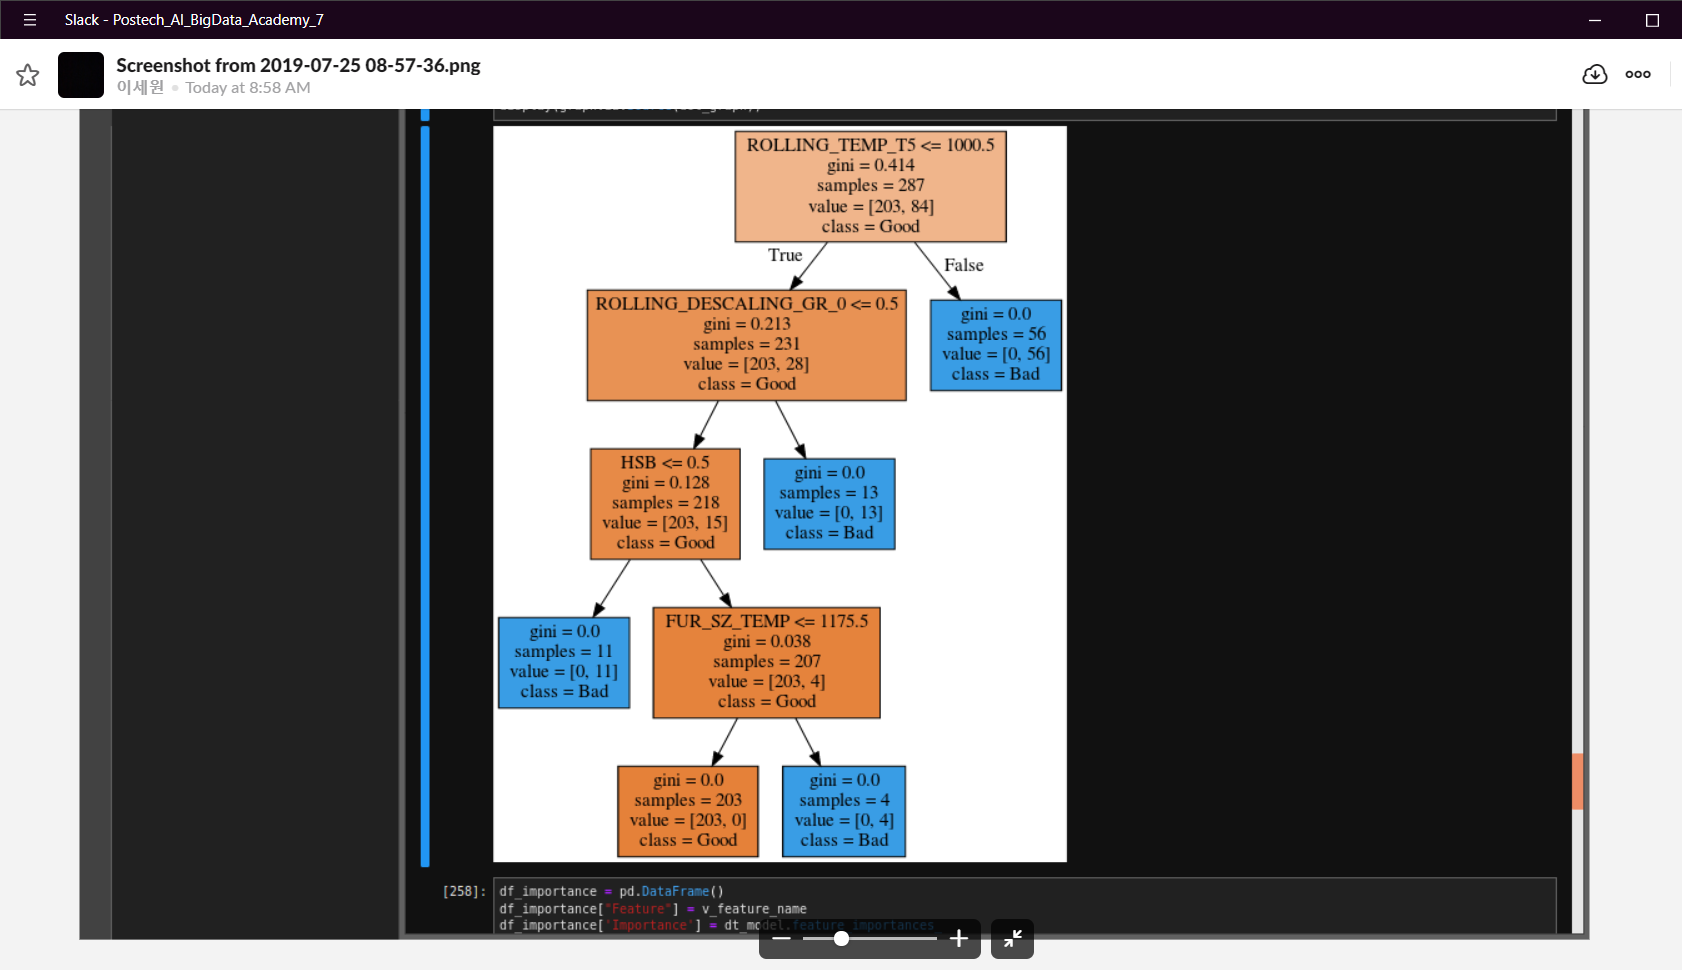 Slack - Postech_AI_BigData_Academy_7
Screenshot from 2019-07-25 08-57-36.png
이세원 Today at 8:58 AM
ROLLING_TEMP_T5 <= 1000.5
gini = 0.414
samples = 287
value = [203, 84]
class = Good
True
False
ROLLING_DESCALING_GR_0 <= 0.5
gini = 0.213
samples = 231
value = [203, 28]
class = Good
gini = 0.0
samples = 56
value = [0, 56]
class = Bad
HSB <= 0.5
gini = 0.128
samples = 218
value = [203, 15]
class = Good
gini = 0.0
samples = 13
value = [0, 13]
class = Bad
gini = 0.0
samples = 11
value = [0, 11]
class = Bad
FUR_SZ_TEMP <= 1175.5
gini = 0.038
samples = 207
value = [203, 4]
class = Good
gini = 0.0
samples = 203
value = [203, 0]
class = Good
gini = 0.0
samples = 4
value = [0, 4]
class = Bad
[258]: df_importance = pd.DataFrame()
df_importance["Feature"] = v_feature_name
df_importance['Importance'] = dt_model.feature_importances_